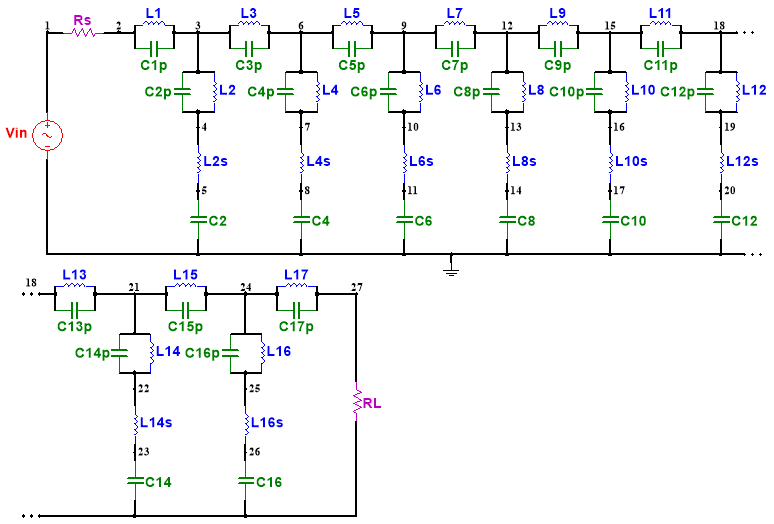 L1 L3 L5 L7 L9 L11
1 Rs 2 3 6 9 12 15 18
C1p C3p C5p C7p C9p C11p
C2p L2 C4p L4 C6p L6 C8p L8 C10p L10 C12p L12
Vin + ~ - 4 7 10 13 16 19
L2s L4s L6s L8s L10s L12s
5 8 11 14 17 20
C2 C4 C6 C8 C10 C12
18 L13 21 L15 24 L17 27
C13p C15p C17p
C14p L14 C16p L16
22 25
RL
L14s L16s
23 26
C14 C16